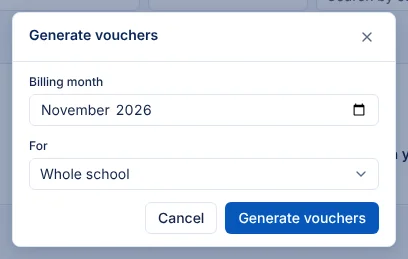 Generate vouchers
Billing month
November 2026
For
Whole school
Cancel
Generate vouchers